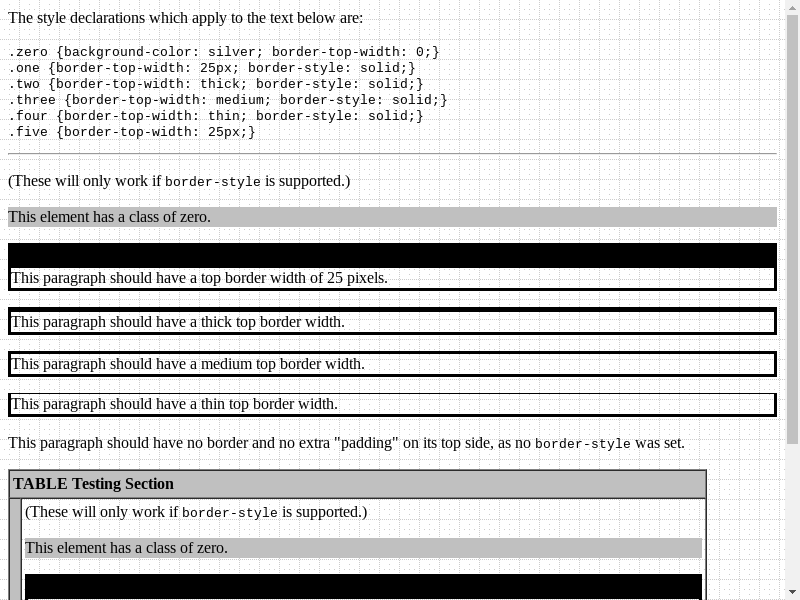 The style declarations which apply to the text below are:
.zero {background-color: silver; border-top-width: 0;}
.one {border-top-width: 25px; border-style: solid;}
.two {border-top-width: thick; border-style: solid;}
.three {border-top-width: medium; border-style: solid;}
.four {border-top-width: thin; border-style: solid;}
.five {border-top-width: 25px;}
(These will only work if border-style is supported.)
This element has a class of zero.
This paragraph should have a top border width of 25 pixels.
This paragraph should have a thick top border width.
This paragraph should have a medium top border width.
This paragraph should have a thin top border width.
This paragraph should have no border and no extra "padding" on its top side, as no border-style was set.
TABLE Testing Section
(These will only work if border-style is supported.)
This element has a class of zero.